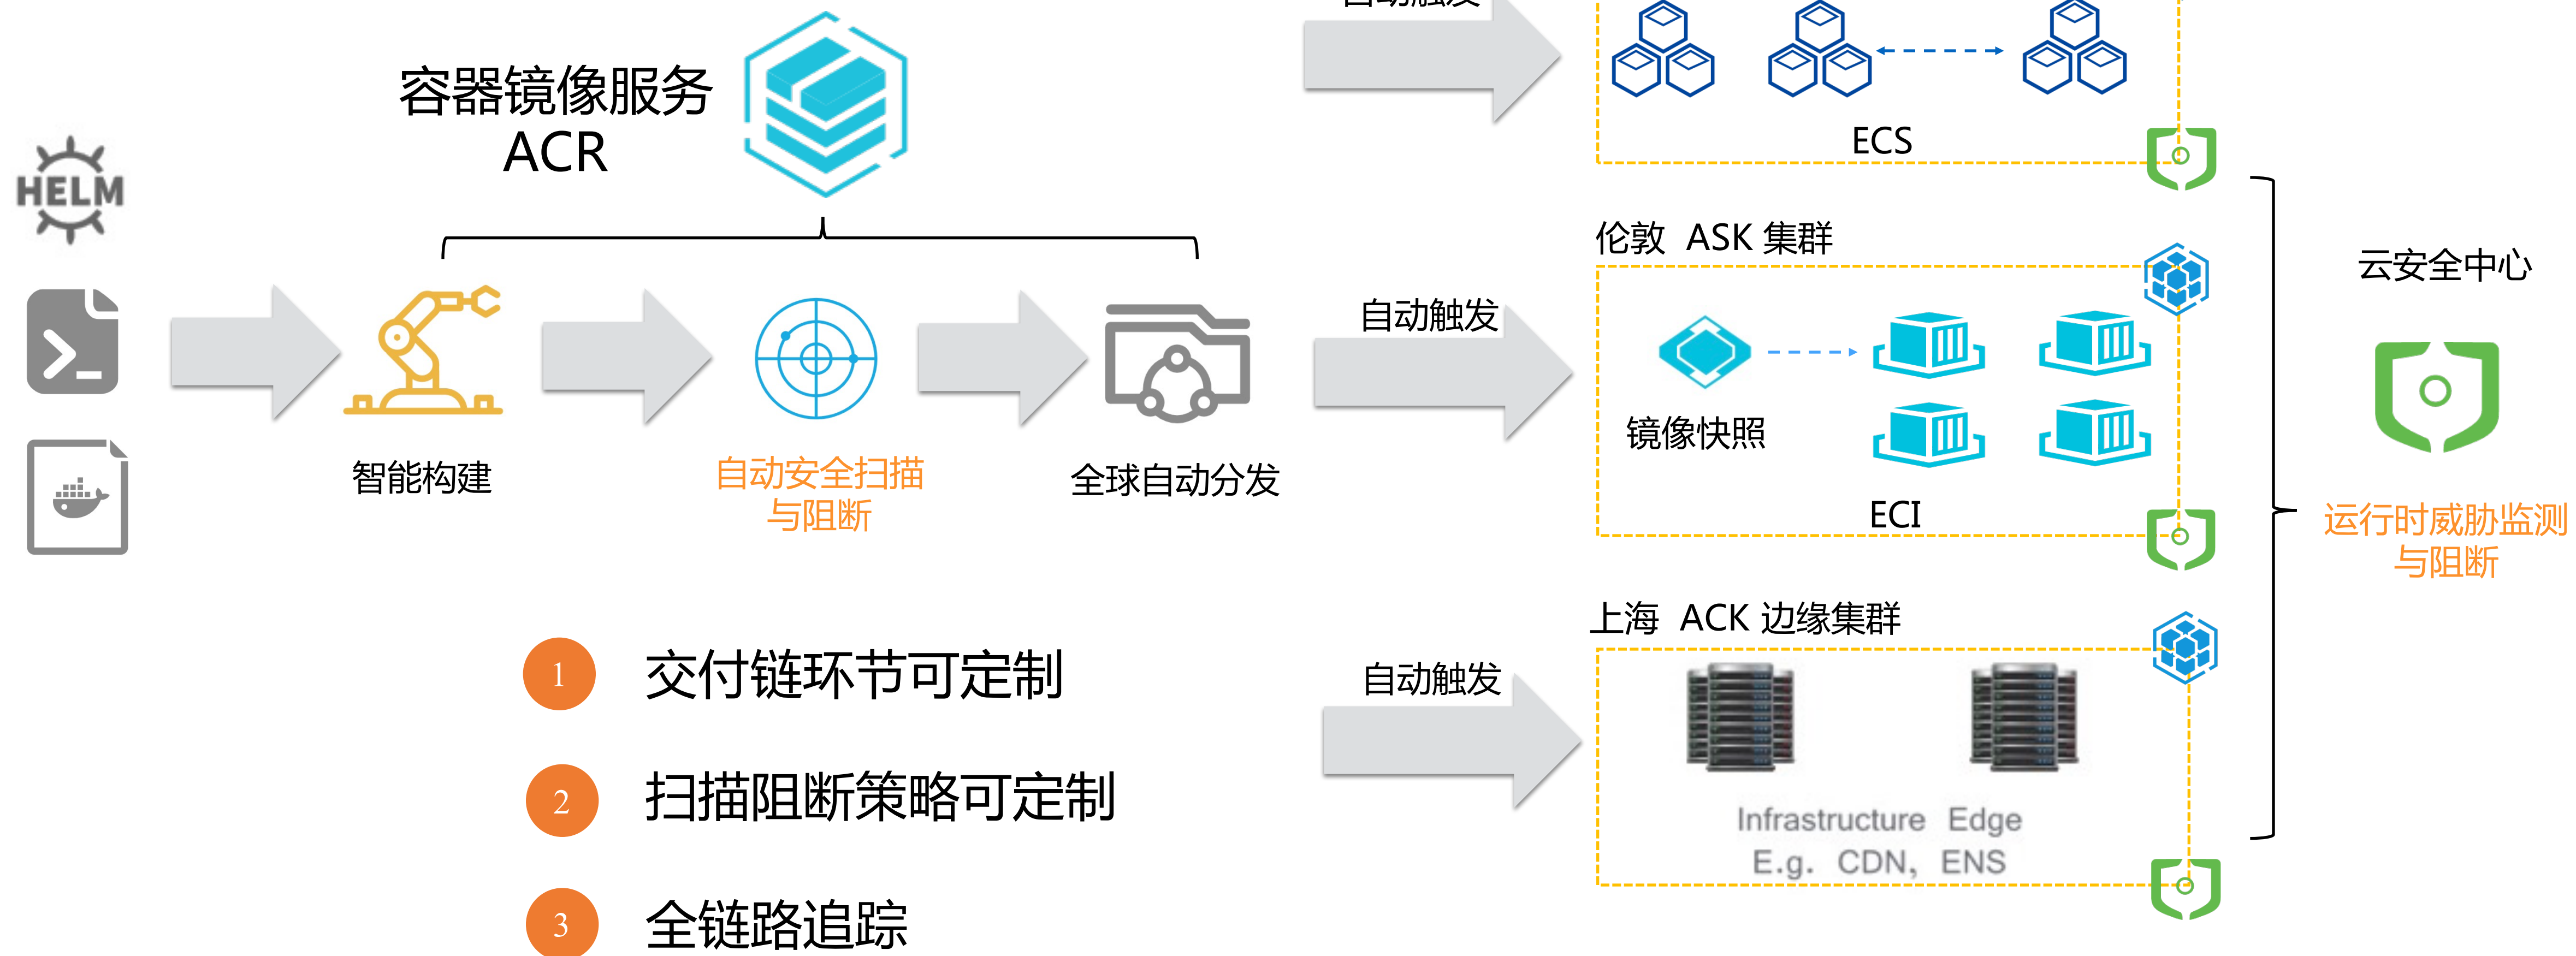 自动触发
容器镜像服务
ACR
HELM
ECS
伦敦 ASK 集群
云安全中心
自动触发
镜像快照
智能构建
自动安全扫描
与阻断
全球自动分发
ECI
运行时威胁监测
与阻断
上海 ACK 边缘集群
自动触发
1 交付链环节可定制
2 扫描阻断策略可定制
Infrastructure Edge
E.g. CDN, ENS
3 全链路追踪